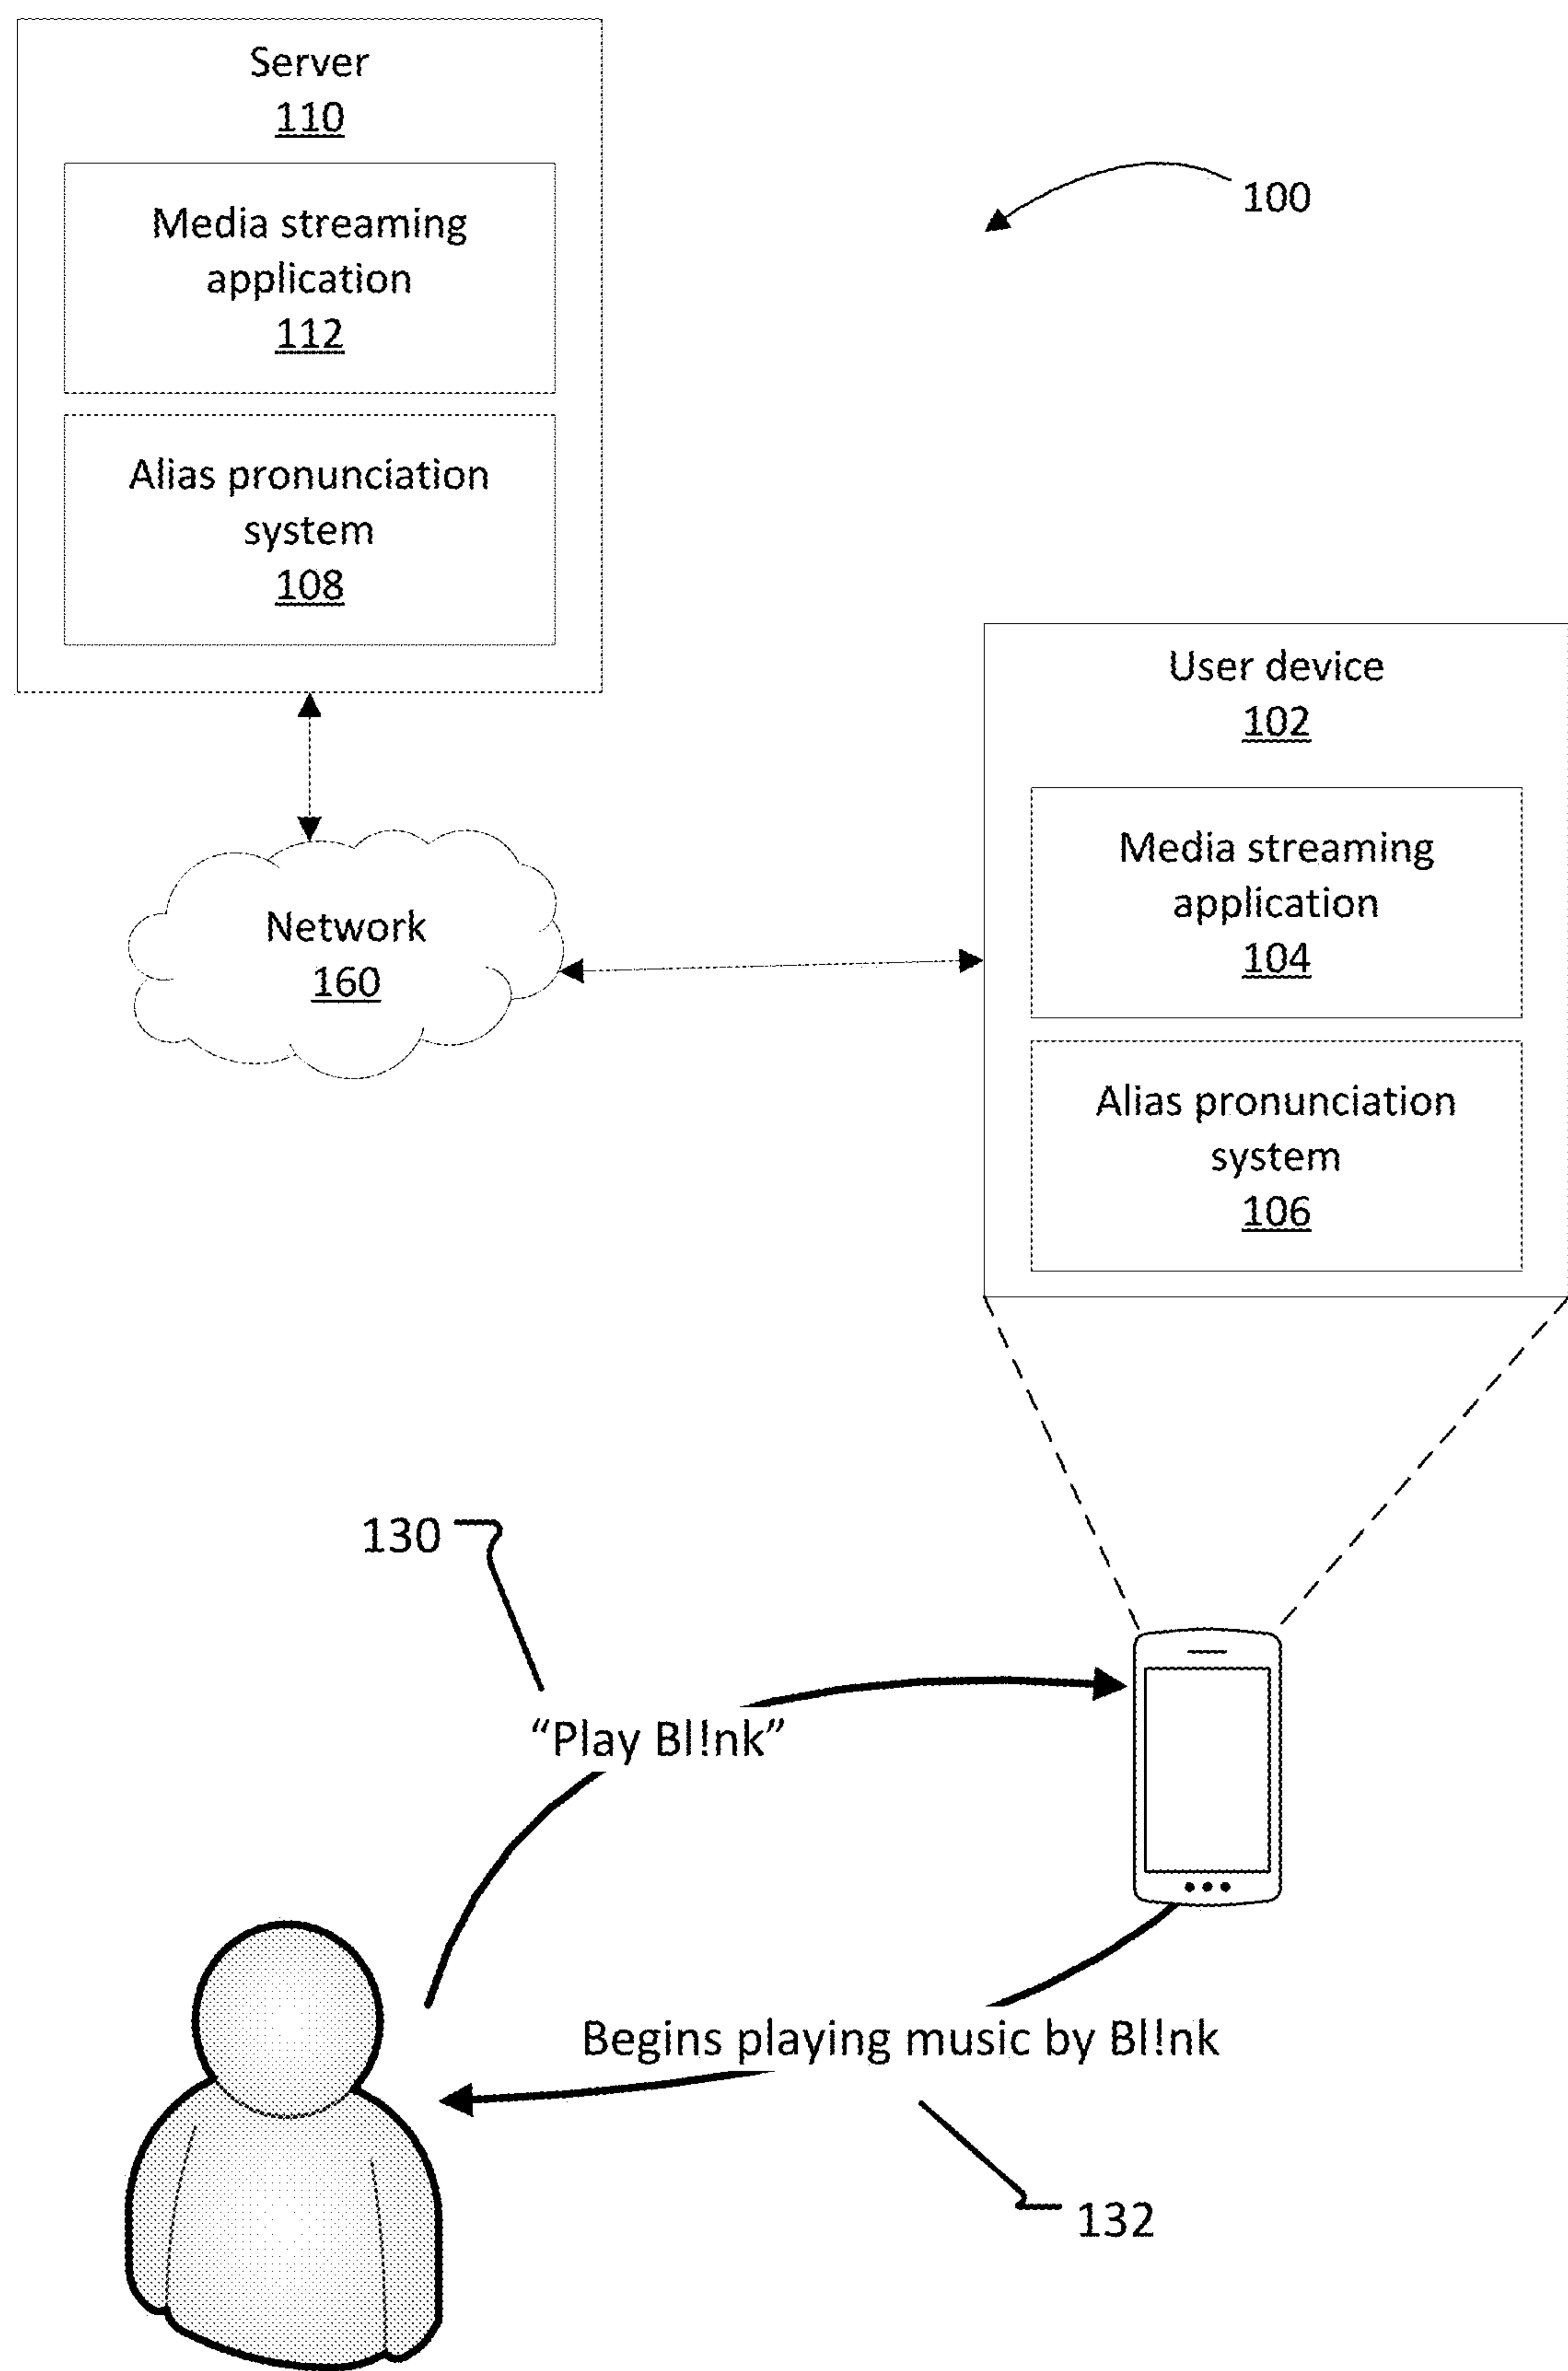 Server
110
Media streaming
application
112
Alias pronunciation
system
108
100
User device
102
Media streaming
application
104
Alias pronunciation
system
106
Network
160
130
“Play Bl!nk”
Begins playing music by Bl!nk
132